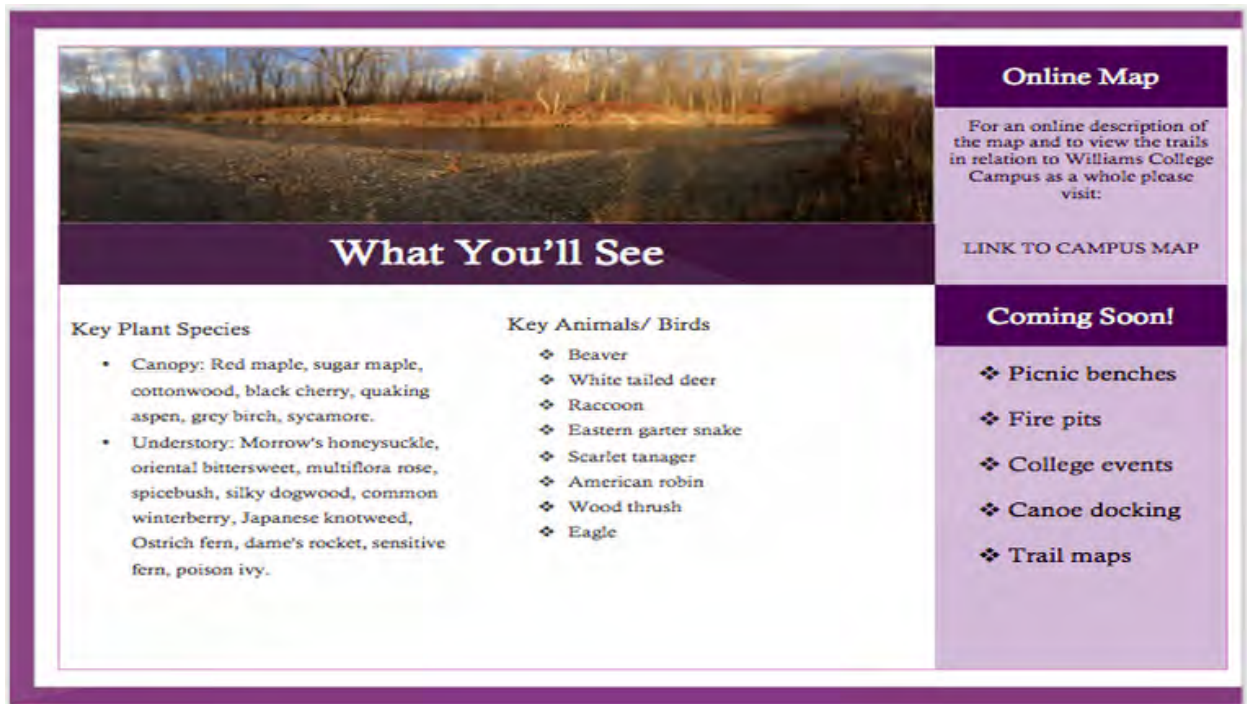 What You'll See
Key Plant Species
• Canopy: Red maple, sugar maple,
cottonwood, black cherry, quaking
aspen, grey birch, sycamore.
• Understory: Morrow's honeysuckle,
oriental bittersweet, multiflora rose,
spicebush, silky dogwood, common
winterberry, Japanese knotweed,
Ostrich fern, dame's rocket, sensitive
fern, poison ivy.
Key Animals/ Birds
❖ Beaver
❖ White tailed deer
❖ Raccoon
❖ Eastern garter snake
❖ Scarlet tanager
❖ American robin
❖ Wood thrush
❖ Eagle
Online Map
For an online description of
the map and to view the trails
in relation to Williams College
Campus as a whole please
visit:
LINK TO CAMPUS MAP
Coming Soon!
❖ Picnic benches
❖ Fire pits
❖ College events
❖ Canoe docking
❖ Trail maps